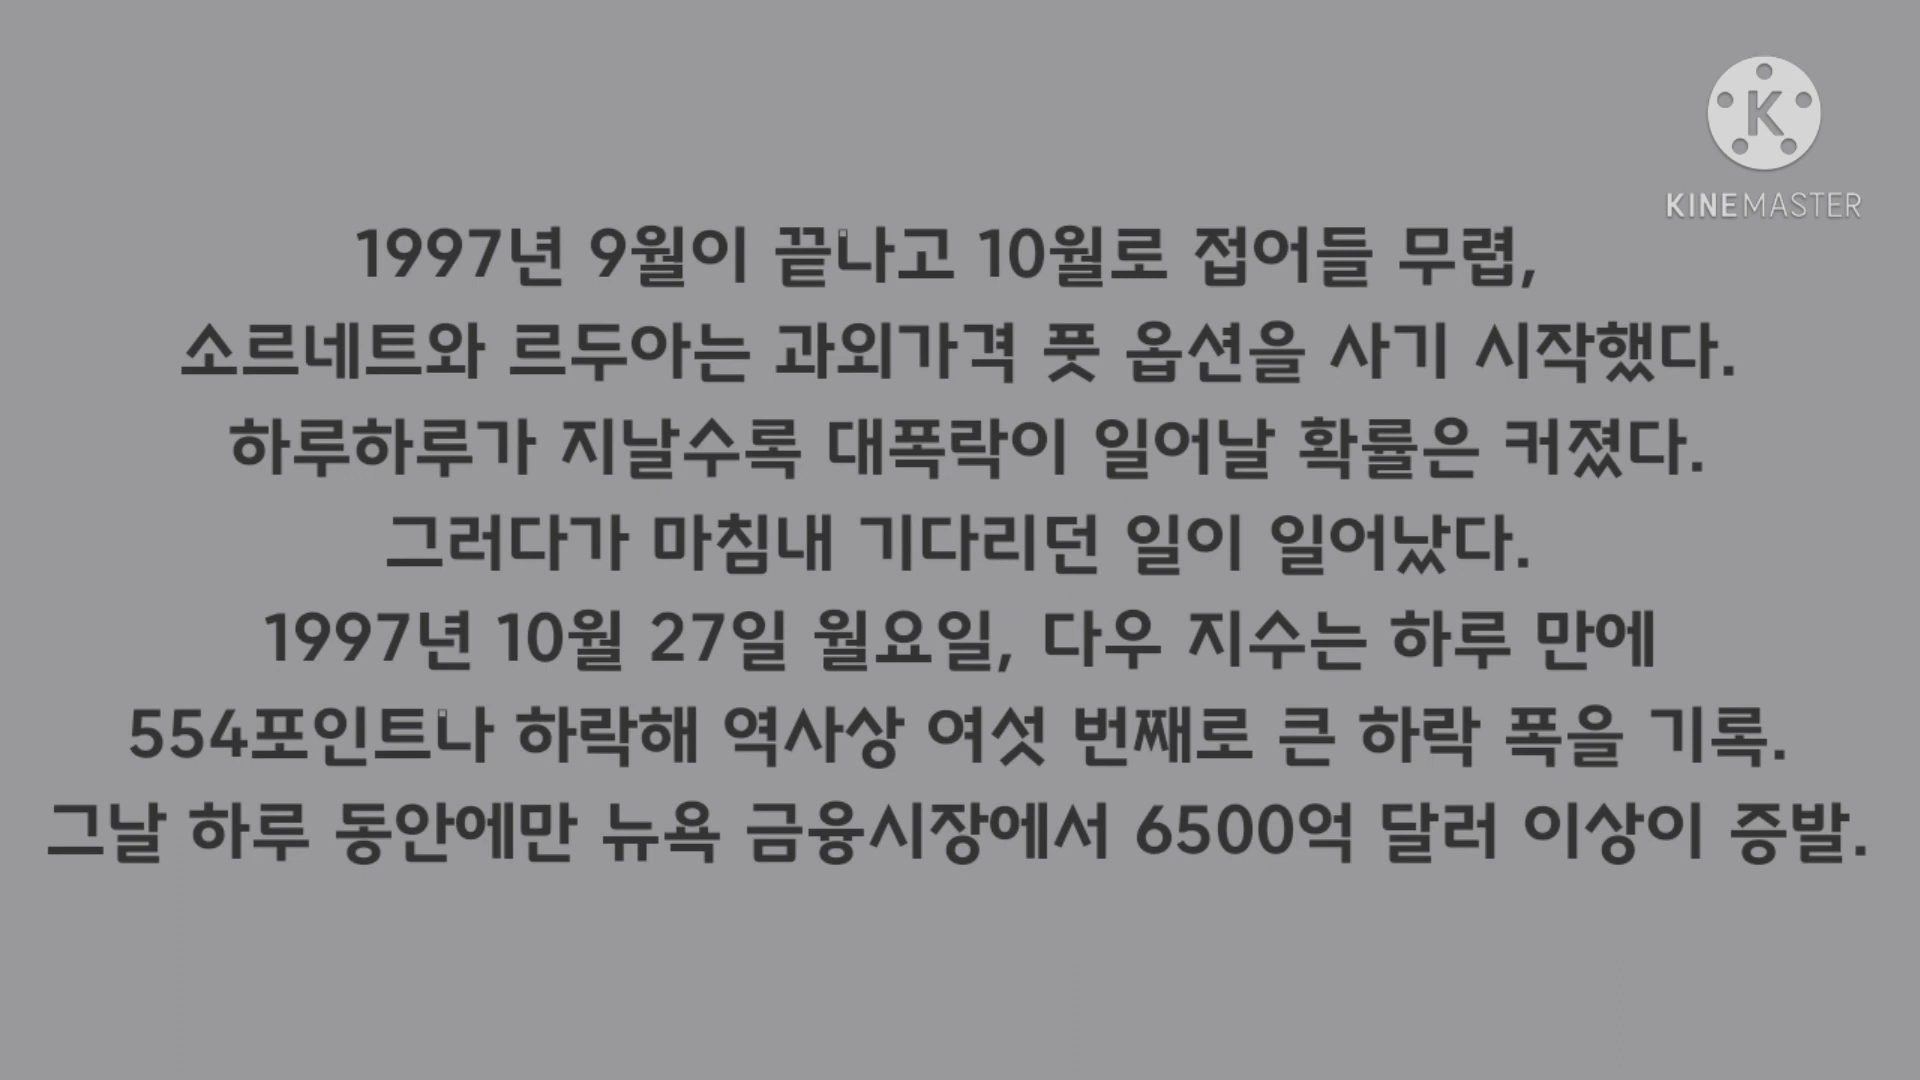 KINEMASTER
1997년 9월이 끝나고 10월로 접어들 무렵,
소르네트와 르두아는 과외가격 풋 옵션을 사기 시작했다.
하루하루가 지날수록 대폭락이 일어날 확률은 커졌다.
그러다가 마침내 기다리던 일이 일어났다.
1997년 10월 27일 월요일, 다우 지수는 하루 만에
554포인트나 하락해 역사상 여섯 번째로 큰 하락 폭을 기록.
그날 하루 동안에만 뉴욕 금융시장에서 6500억 달러 이상이 증발.